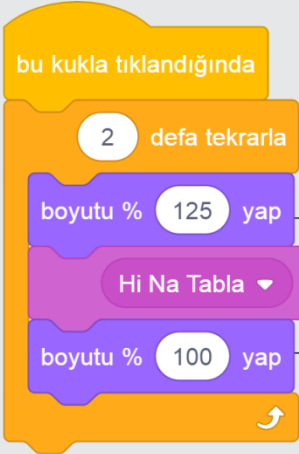 bu kukla tıklandığında
2 defa tekrarla
boyutu % 125 yap
Hi Na Tabla
boyutu % 100 yap